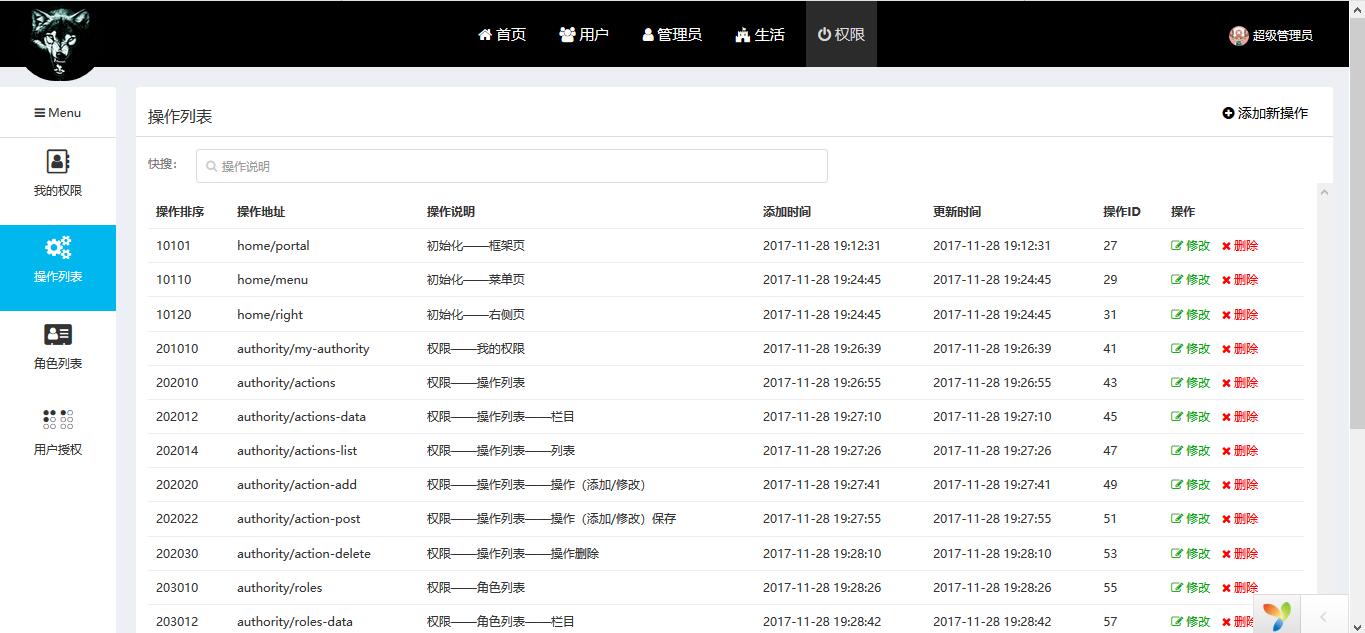 首页 用户 管理员 生活 权限 超级管理员
Menu
我的权限
操作列表
角色列表
用户授权
操作列表 添加新操作
快搜: 操作说明
操作排序 操作地址 操作说明 添加时间 更新时间 操作ID 操作
10101 home/portal 初始化——框架页 2017-11-28 19:12:31 2017-11-28 19:12:31 27 修改 删除
10110 home/menu 初始化——菜单页 2017-11-28 19:24:45 2017-11-28 19:24:45 29 修改 删除
10120 home/right 初始化——右侧页 2017-11-28 19:24:45 2017-11-28 19:24:45 31 修改 删除
201010 authority/my-authority 权限——我的权限 2017-11-28 19:26:39 2017-11-28 19:26:39 41 修改 删除
202010 authority/actions 权限——操作列表 2017-11-28 19:26:55 2017-11-28 19:26:55 43 修改 删除
202012 authority/actions-data 权限——操作列表——栏目 2017-11-28 19:27:10 2017-11-28 19:27:10 45 修改 删除
202014 authority/actions-list 权限——操作列表——列表 2017-11-28 19:27:26 2017-11-28 19:27:26 47 修改 删除
202020 authority/action-add 权限——操作列表——操作（添加/修改） 2017-11-28 19:27:41 2017-11-28 19:27:41 49 修改 删除
202022 authority/action-post 权限——操作列表——操作（添加/修改）保存 2017-11-28 19:27:55 2017-11-28 19:27:55 51 修改 删除
202030 authority/action-delete 权限——操作列表——操作删除 2017-11-28 19:28:10 2017-11-28 19:28:10 53 修改 删除
203010 authority/roles 权限——角色列表 2017-11-28 19:28:26 2017-11-28 19:28:26 55 修改 删除
203012 authority/roles-data 权限——角色列表——栏目 2017-11-28 19:28:42 2017-11-28 19:28:42 57 修改 删除